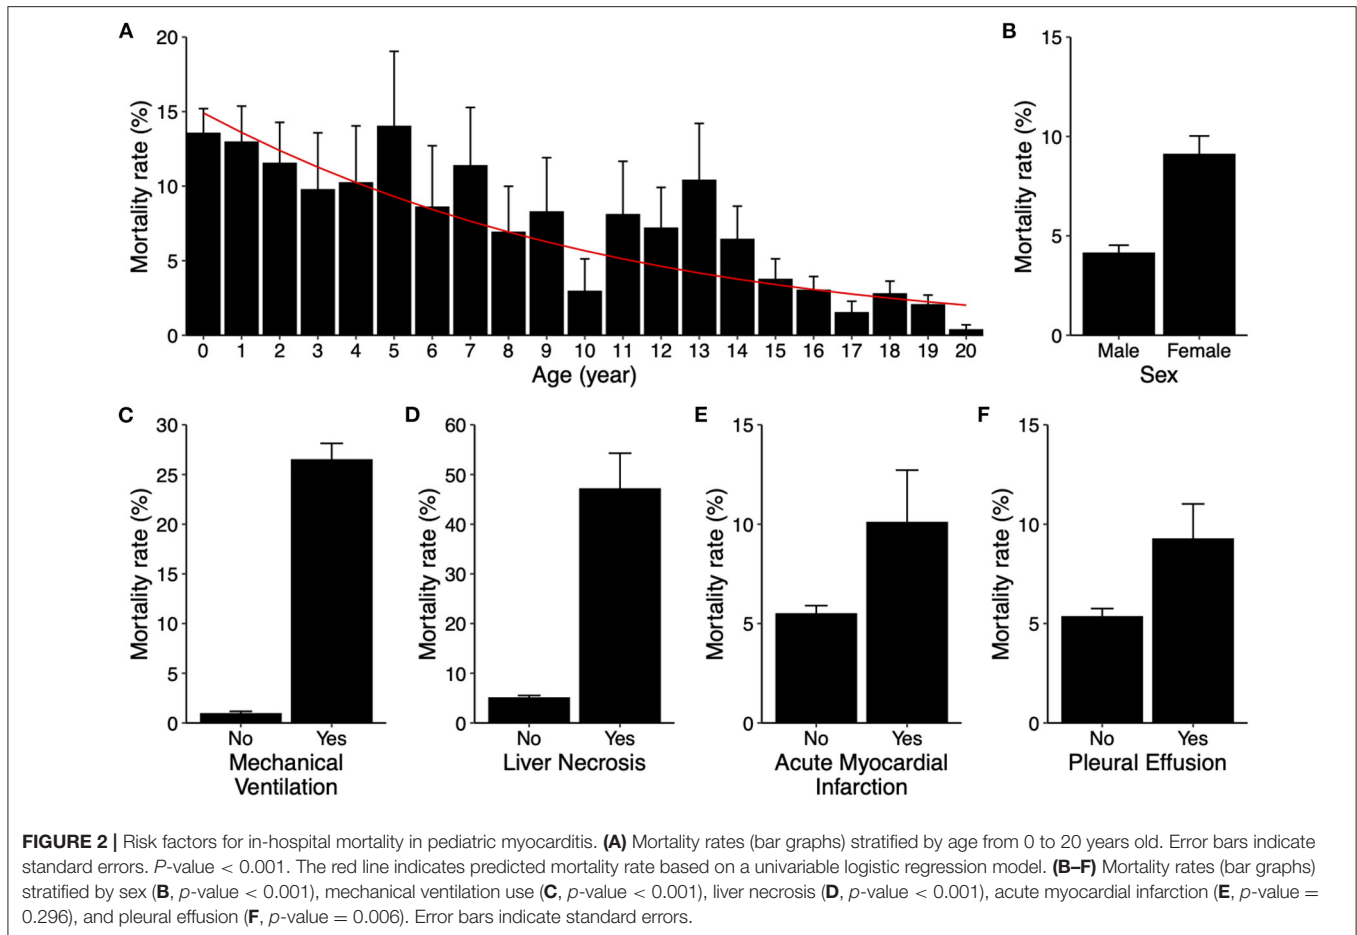 A
20
15
10
5
0
Mortality rate (%)
0 1 2 3 4 5 6 7 8 9 10 11 12 13 14 15 16 17 18 19 20
Age (year)
B
15
10
5
0
Mortality rate (%)
Male Female
Sex
C
30
25
20
15
10
5
0
Mortality rate (%)
No Yes
Mechanical
Ventilation
D
60
50
40
30
20
10
0
Mortality rate (%)
No Yes
Liver Necrosis
E
15
10
5
0
Mortality rate (%)
No Yes
Acute Myocardial
Infarction
F
15
10
5
0
Mortality rate (%)
No Yes
Pleural Effusion
FIGURE 2 | Risk factors for in-hospital mortality in pediatric myocarditis. (A) Mortality rates (bar graphs) stratified by age from 0 to 20 years old. Error bars indicate
standard errors. P-value < 0.001. The red line indicates predicted mortality rate based on a univariable logistic regression model. (B–F) Mortality rates (bar graphs)
stratified by sex (B, p-value < 0.001), mechanical ventilation use (C, p-value < 0.001), liver necrosis (D, p-value < 0.001), acute myocardial infarction (E, p-value =
0.296), and pleural effusion (F, p-value = 0.006). Error bars indicate standard errors.